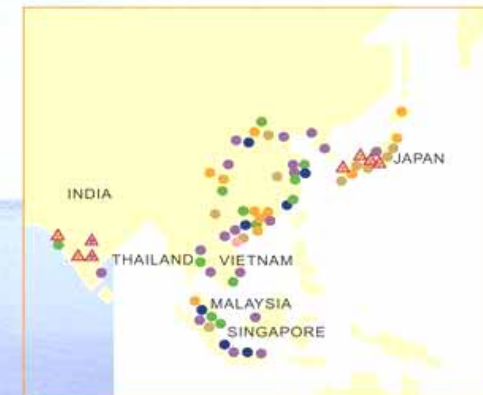 JAPAN
INDIA
THAILAND VIETNAM
MALAYSIA
SINGAPORE